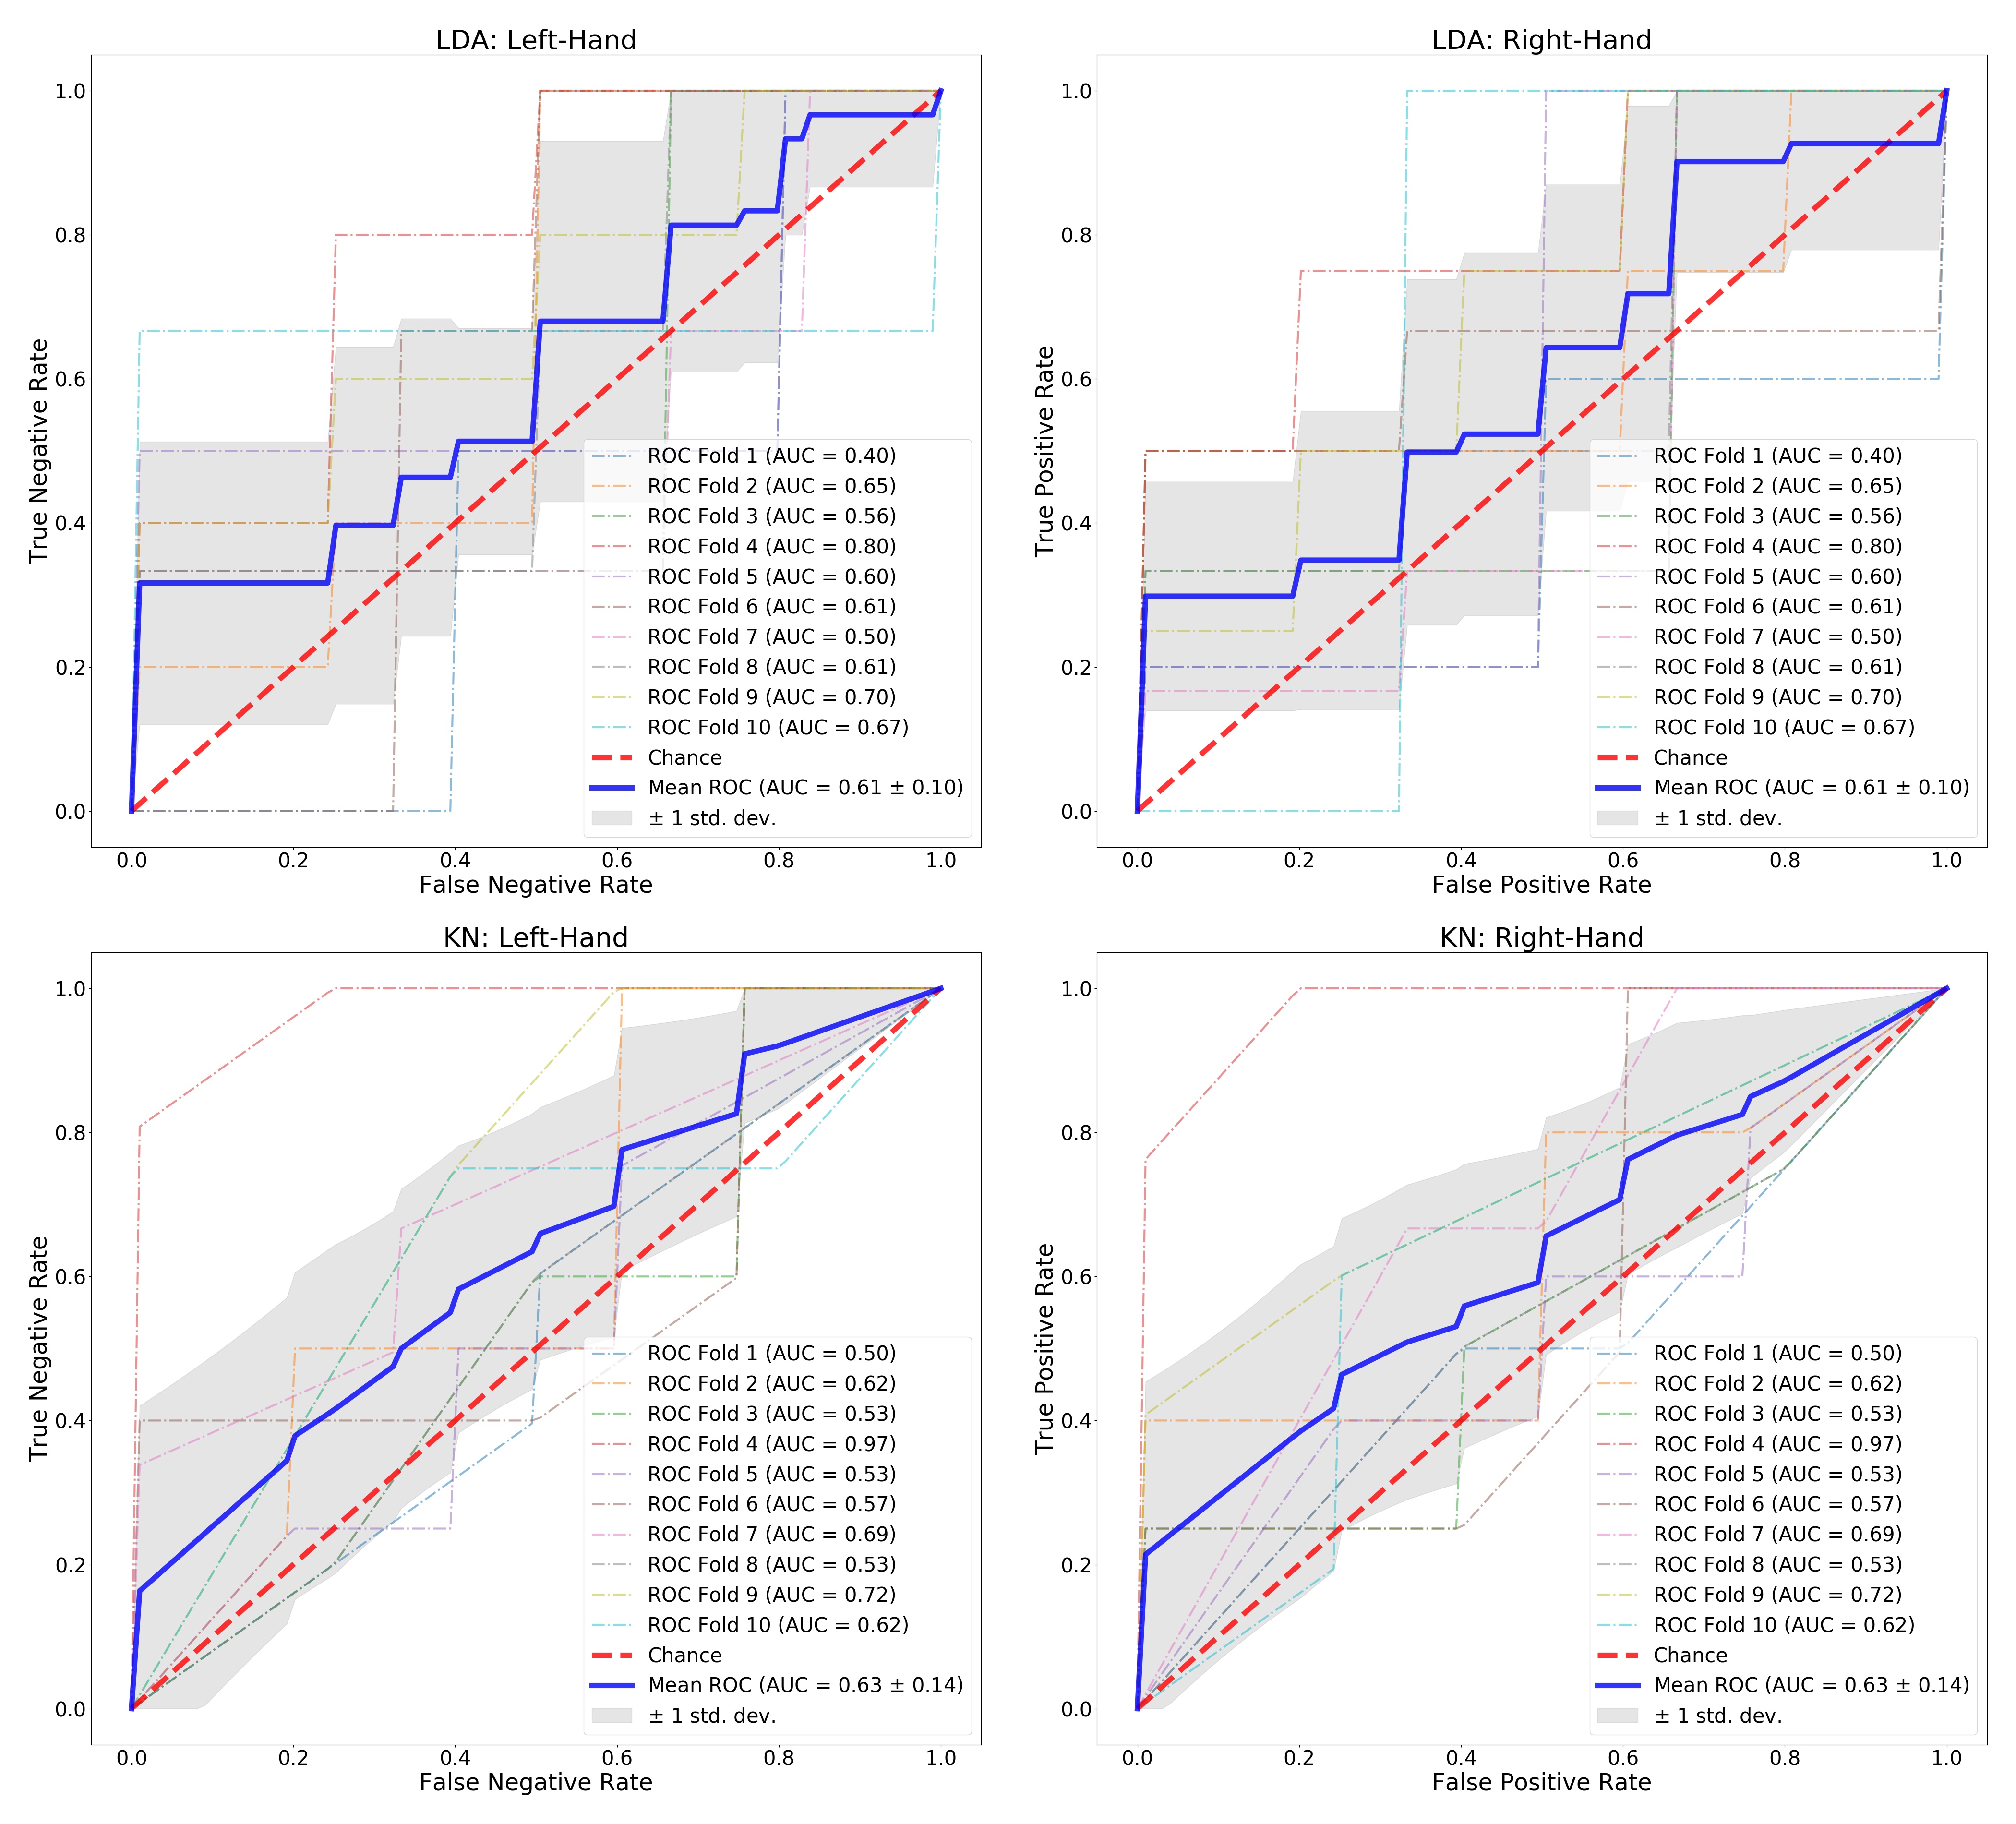 LDA: Left-Hand
True Negative Rate
1.0
0.8
0.6
0.4
0.2
0.0
ROC Fold 1 (AUC = 0.40)
ROC Fold 2 (AUC = 0.65)
ROC Fold 3 (AUC = 0.56)
ROC Fold 4 (AUC = 0.80)
ROC Fold 5 (AUC = 0.60)
ROC Fold 6 (AUC = 0.61)
ROC Fold 7 (AUC = 0.50)
ROC Fold 8 (AUC = 0.61)
ROC Fold 9 (AUC = 0.70)
ROC Fold 10 (AUC = 0.67)
Chance
Mean ROC (AUC = 0.61 ± 0.10)
± 1 std. dev.
0.0 0.2 0.4 0.6 0.8 1.0
False Negative Rate
LDA: Right-Hand
True Positive Rate
1.0
0.8
0.6
0.4
0.2
0.0
ROC Fold 1 (AUC = 0.40)
ROC Fold 2 (AUC = 0.65)
ROC Fold 3 (AUC = 0.56)
ROC Fold 4 (AUC = 0.80)
ROC Fold 5 (AUC = 0.60)
ROC Fold 6 (AUC = 0.61)
ROC Fold 7 (AUC = 0.50)
ROC Fold 8 (AUC = 0.61)
ROC Fold 9 (AUC = 0.70)
ROC Fold 10 (AUC = 0.67)
Chance
Mean ROC (AUC = 0.61 ± 0.10)
± 1 std. dev.
0.0 0.2 0.4 0.6 0.8 1.0
False Positive Rate
KN: Left-Hand
True Negative Rate
1.0
0.8
0.6
0.4
0.2
0.0
ROC Fold 1 (AUC = 0.50)
ROC Fold 2 (AUC = 0.62)
ROC Fold 3 (AUC = 0.53)
ROC Fold 4 (AUC = 0.97)
ROC Fold 5 (AUC = 0.53)
ROC Fold 6 (AUC = 0.57)
ROC Fold 7 (AUC = 0.69)
ROC Fold 8 (AUC = 0.53)
ROC Fold 9 (AUC = 0.72)
ROC Fold 10 (AUC = 0.62)
Chance
Mean ROC (AUC = 0.63 ± 0.14)
± 1 std. dev.
0.0 0.2 0.4 0.6 0.8 1.0
False Negative Rate
KN: Right-Hand
True Positive Rate
1.0
0.8
0.6
0.4
0.2
0.0
ROC Fold 1 (AUC = 0.50)
ROC Fold 2 (AUC = 0.62)
ROC Fold 3 (AUC = 0.53)
ROC Fold 4 (AUC = 0.97)
ROC Fold 5 (AUC = 0.53)
ROC Fold 6 (AUC = 0.57)
ROC Fold 7 (AUC = 0.69)
ROC Fold 8 (AUC = 0.53)
ROC Fold 9 (AUC = 0.72)
ROC Fold 10 (AUC = 0.62)
Chance
Mean ROC (AUC = 0.63 ± 0.14)
± 1 std. dev.
0.0 0.2 0.4 0.6 0.8 1.0
False Positive Rate